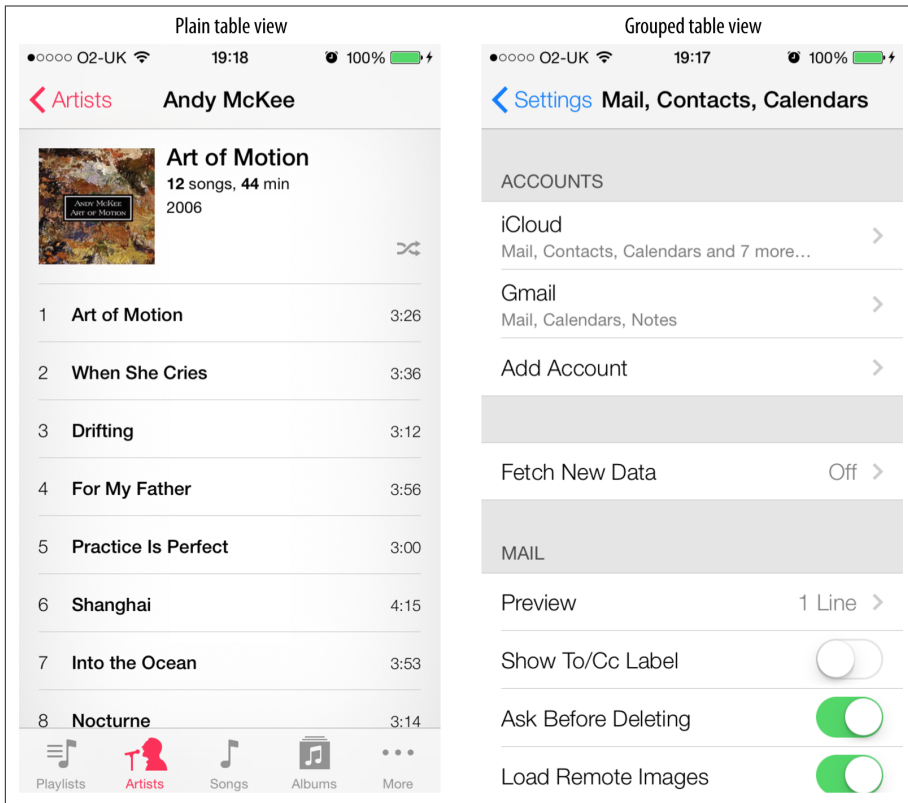 Plain table view
O2-UK 19:18 100%
Artists Andy McKee
ANDY MCKEE
ART OF MOTION
Art of Motion
12 songs, 44 min
2006
1 Art of Motion 3:26
2 When She Cries 3:36
3 Drifting 3:12
4 For My Father 3:56
5 Practice Is Perfect 3:00
6 Shanghai 4:15
7 Into the Ocean 3:53
8 Nocturne 3:14
Playlists Artists Songs Albums More
Grouped table view
O2-UK 19:17 100%
Settings Mail, Contacts, Calendars
ACCOUNTS
iCloud
Mail, Contacts, Calendars and 7 more...
Gmail
Mail, Calendars, Notes
Add Account
Fetch New Data Off
MAIL
Preview 1 Line
Show To/Cc Label
Ask Before Deleting
Load Remote Images